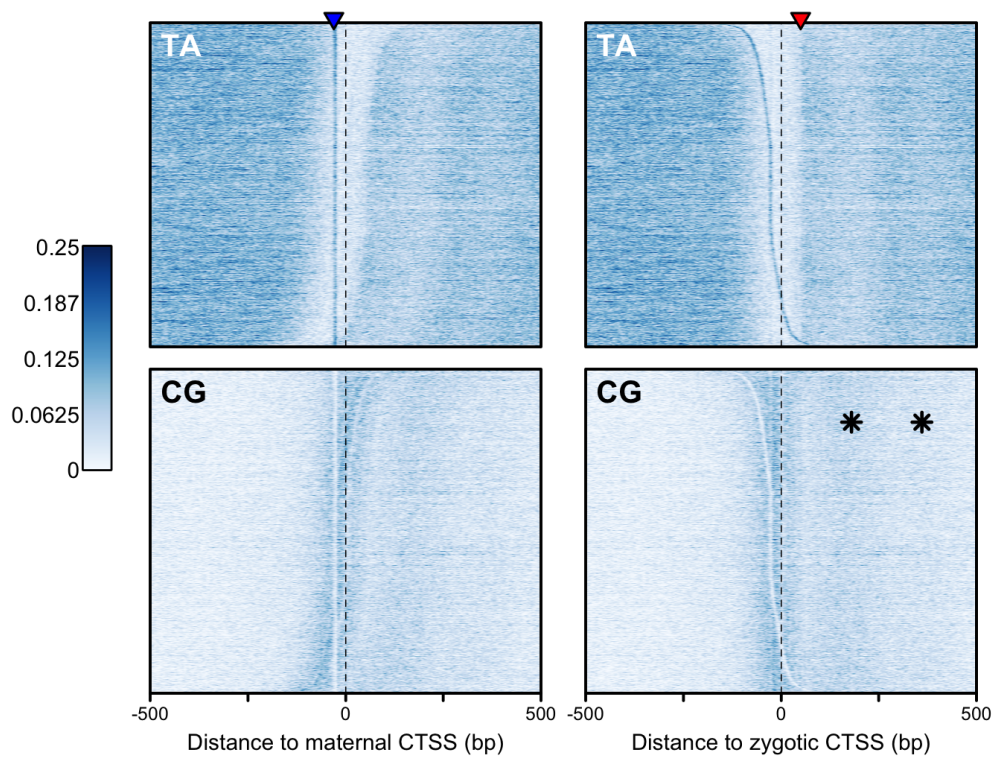 TA
TA
0.25
0.187
0.125
0.0625
0
CG
CG
-500 0 500
-500 0 500
Distance to maternal CTSS (bp)
Distance to zygotic CTSS (bp)